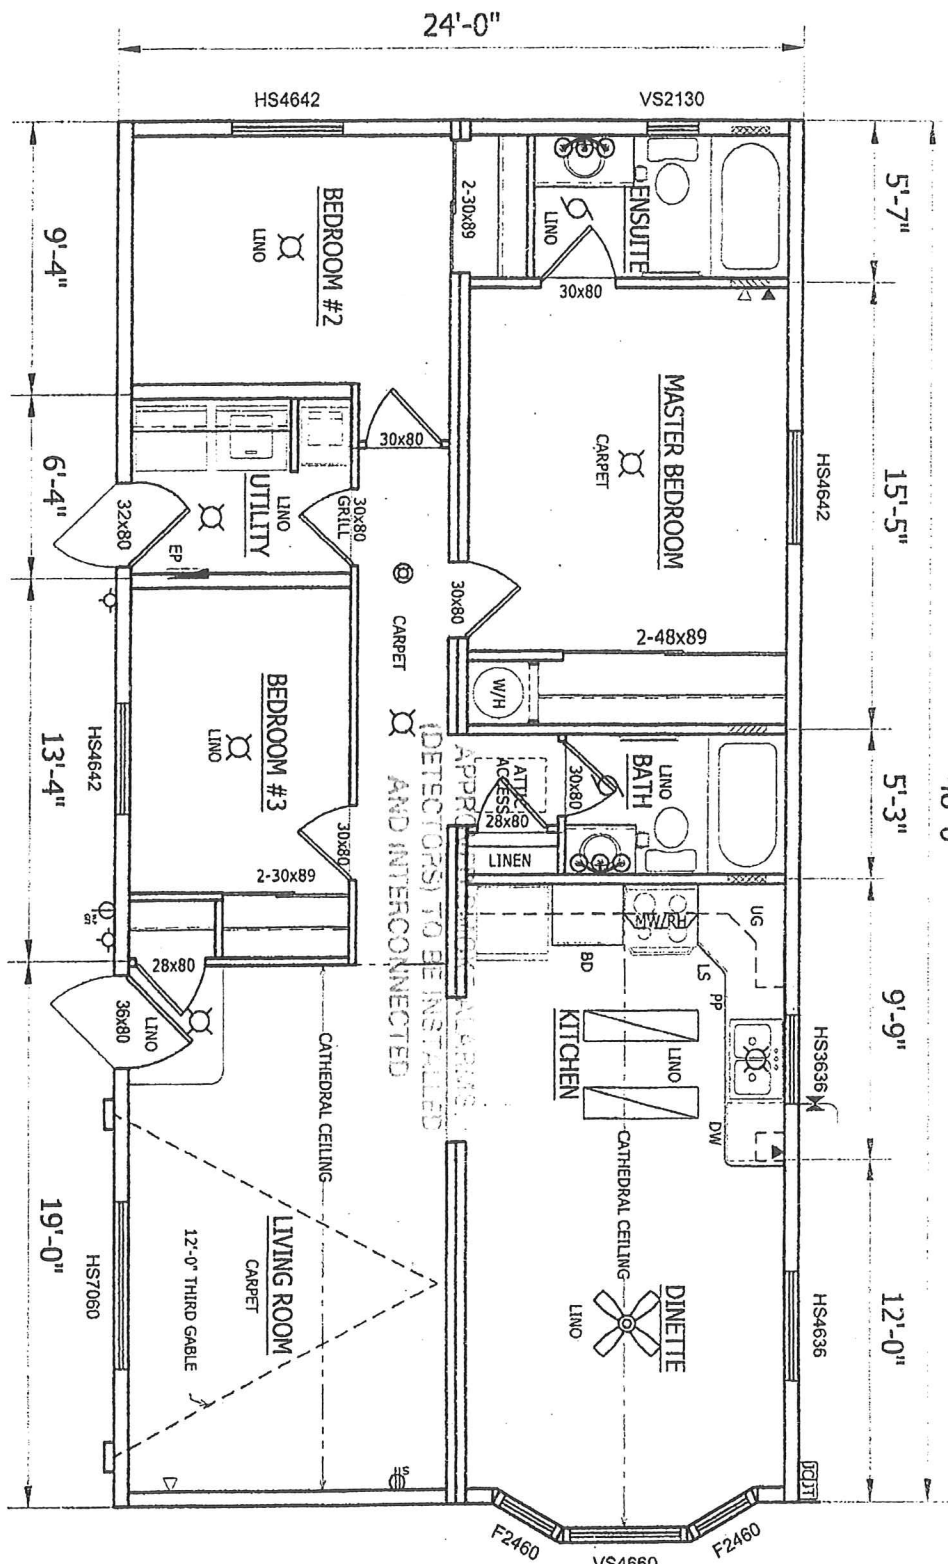 24'-0"
HS4642
VS2130
5'-7"
15'-5"
5'-3"
9'-9"
12'-0"
9'-4"
6'-4"
13'-4"
19'-0"
BEDROOM #2
LINO
2-30x89
ENSUITE
LINO
30x80
MASTER BEDROOM
CARPET
HS4642
30x80
UTILITY
LINO
30x80
GRILL
32x80
EP
30x80
CARPET
2-48x89
W/H
BEDROOM #3
LINO
HS4642
30x80
2-30x89
BATH
LINO
30x80
ATTIC
ACCESS
28x80
LINEN
(DETECTORS) TO BE INSTALLED
AND INTERCONNECTED
MW/RH
UG
BD
LS
PP
DW
KITCHEN
LINO
HS3636
28x80
36x80
LINO
CATHEDRAL CEILING
CATHEDRAL CEILING
LIVING ROOM
CARPET
12'-0" THIRD GABLE
HS7060
DINETTE
LINO
HS4636
JC
JT
F2460
VS4660
F2460